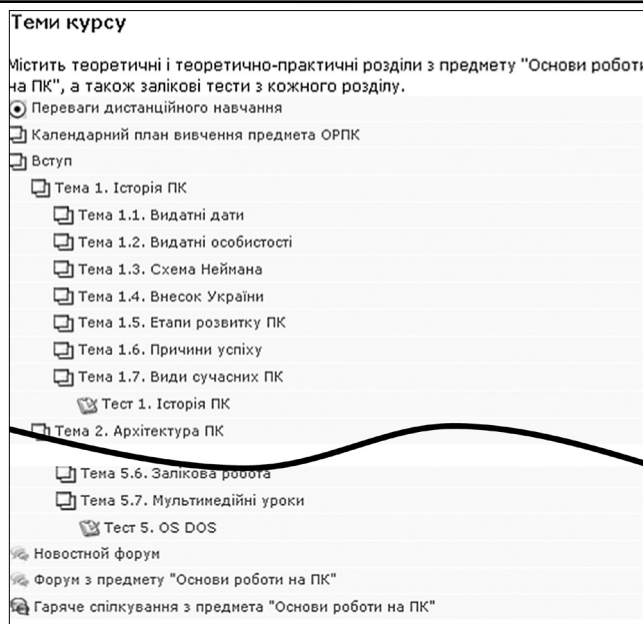 Теми курсу
Містить теоретичні і теоретично-практичні розділи з предмету "Основи роботи
на ПК", а також залікові тести з кожного розділу.
Переваги дистанційного навчання
Календарний план вивчення предмета ОРПК
Вступ
Тема 1. Історія ПК
Тема 1.1. Видатні дати
Тема 1.2. Видатні особистості
Тема 1.3. Схема Неймана
Тема 1.4. Внесок України
Тема 1.5. Етапи розвитку ПК
Тема 1.6. Причини успіху
Тема 1.7. Види сучасних ПК
Тест 1. Історія ПК
Тема 2. Архітектура ПК
Тема 5.6. Залікова робота
Тема 5.7. Мультимедійні уроки
Тест 5. OS DOS
Новостной форум
Форум з предмету "Основи роботи на ПК"
Гаряче спілкування з предмета "Основи роботи на ПК"